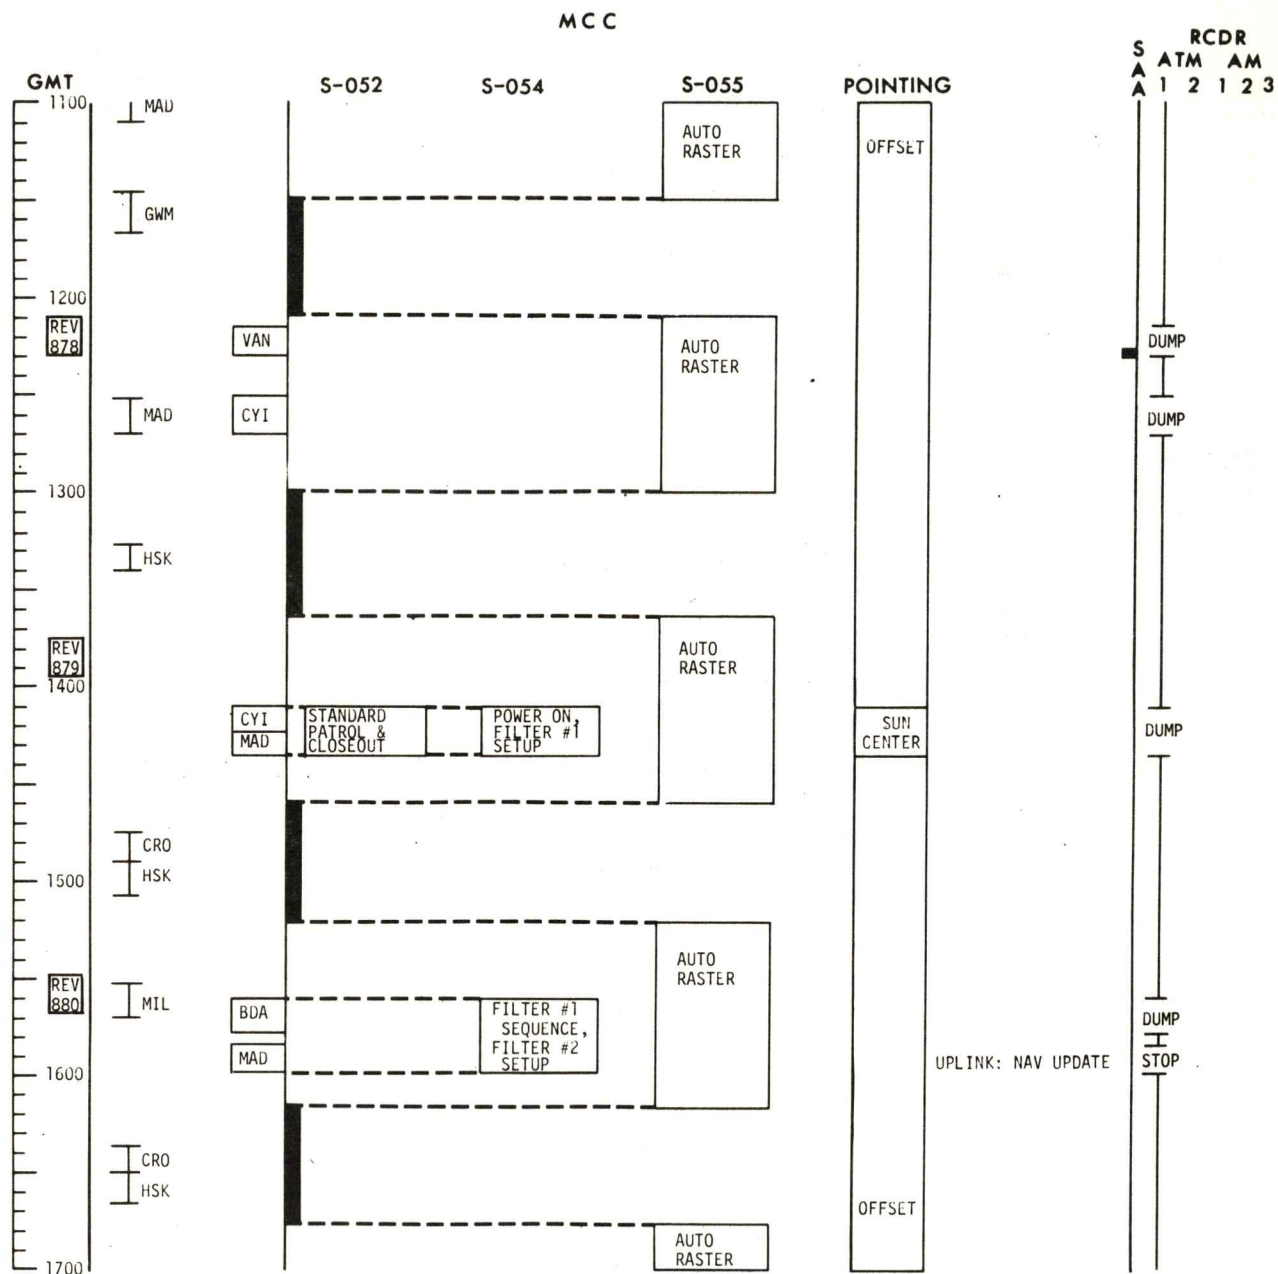 MCC
RCDR
S
A
A
ATM AM
GMT S-052 S-054 S-055 POINTING 1 2 1 2 3
1100
MAD
AUTO
RASTER
OFFSET
GWM
1200
REV
878
VAN
AUTO
RASTER
DUMP
MAD
CYI
DUMP
1300
HSK
REV
879
AUTO
RASTER
1400
CYI
MAD
STANDARD
PATROL &
CLOSEOUT
POWER ON,
FILTER #1
SETUP
SUN
CENTER
DUMP
CRO
HSK
1500
AUTO
RASTER
REV
880
MIL
BDA
FILTER #1
SEQUENCE,
FILTER #2
SETUP
DUMP
MAD
UPLINK: NAV UPDATE
STOP
1600
CRO
HSK
OFFSET
AUTO
RASTER
1700